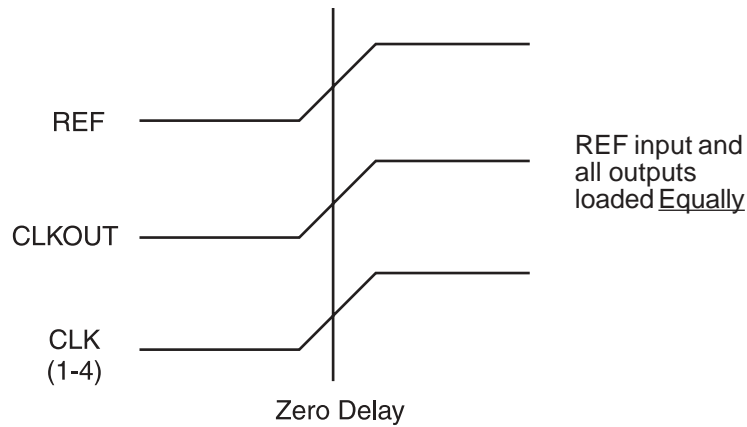 REF
REF input and
all outputs
loaded Equally
CLKOUT
CLK
(1-4)
Zero Delay